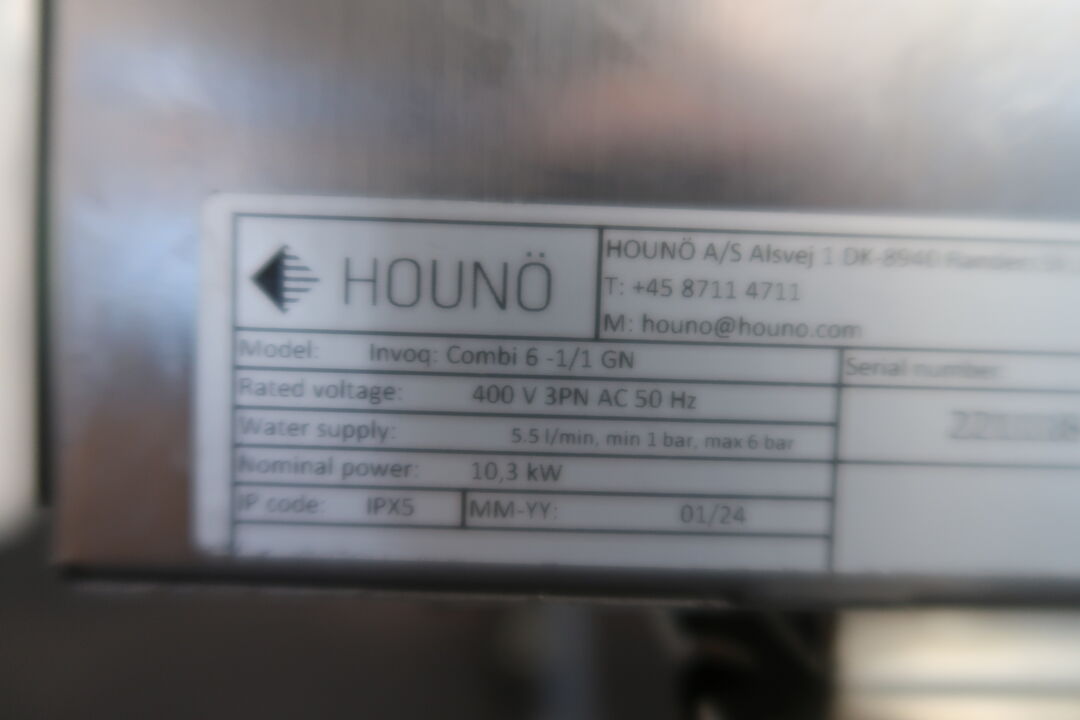 HOUNÖ
HOUNÖ A/S Alsvej 1 DK-8940
T: +45 8711 4711
M: houno@houno.com
Model: Invoq: Combi 6 -1/1 GN
Serial number:
Rated voltage: 400 V 3PN AC 50 Hz
Water supply: 5.5 l/min, min 1 bar, max 6 bar
Nominal power: 10,3 kW
IP code: IPX5 MM-YY: 01/24